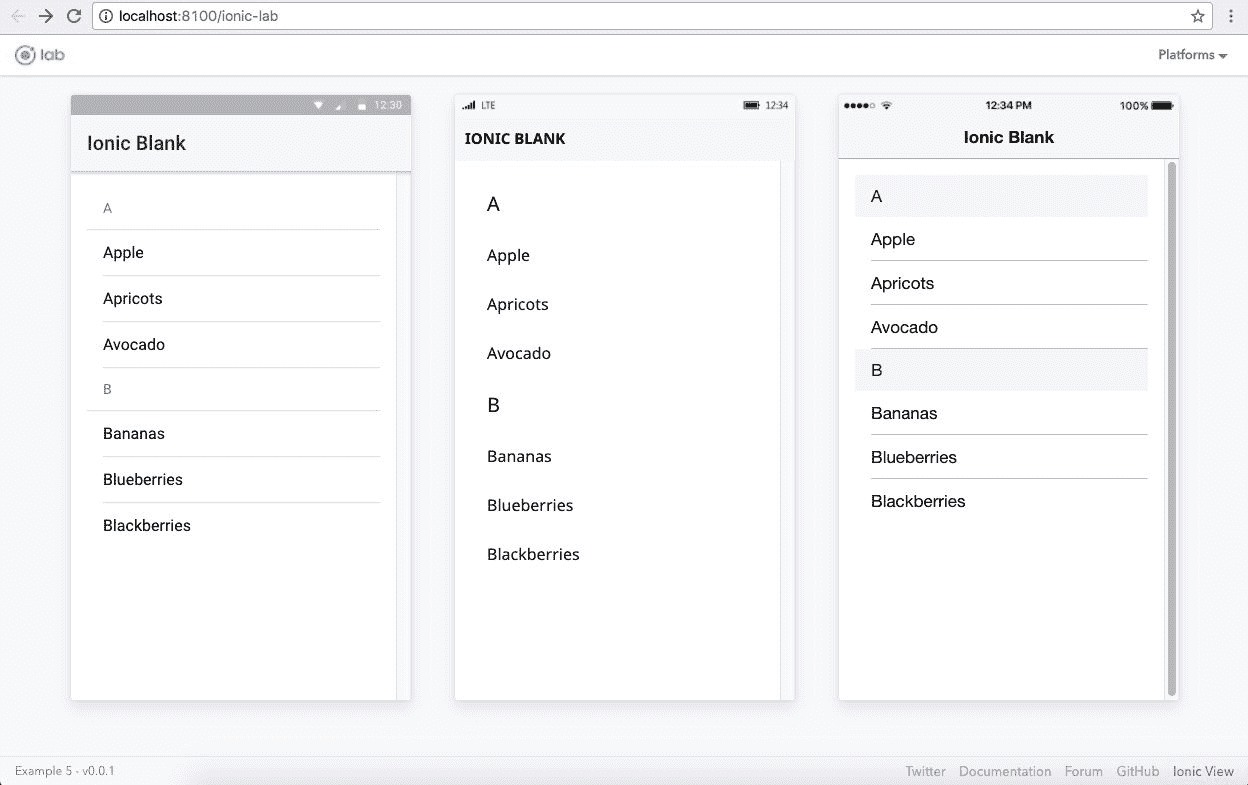 localhost:8100/ionic-lab
lab
Platforms
12:30
Ionic Blank
A
Apple
Apricots
Avocado
B
Bananas
Blueberries
Blackberries
LTE
12:34
IONIC BLANK
A
Apple
Apricots
Avocado
B
Bananas
Blueberries
Blackberries
12:34 PM
100%
Ionic Blank
A
Apple
Apricots
Avocado
B
Bananas
Blueberries
Blackberries
Example 5 - v0.0.1
Twitter Documentation Forum GitHub Ionic View